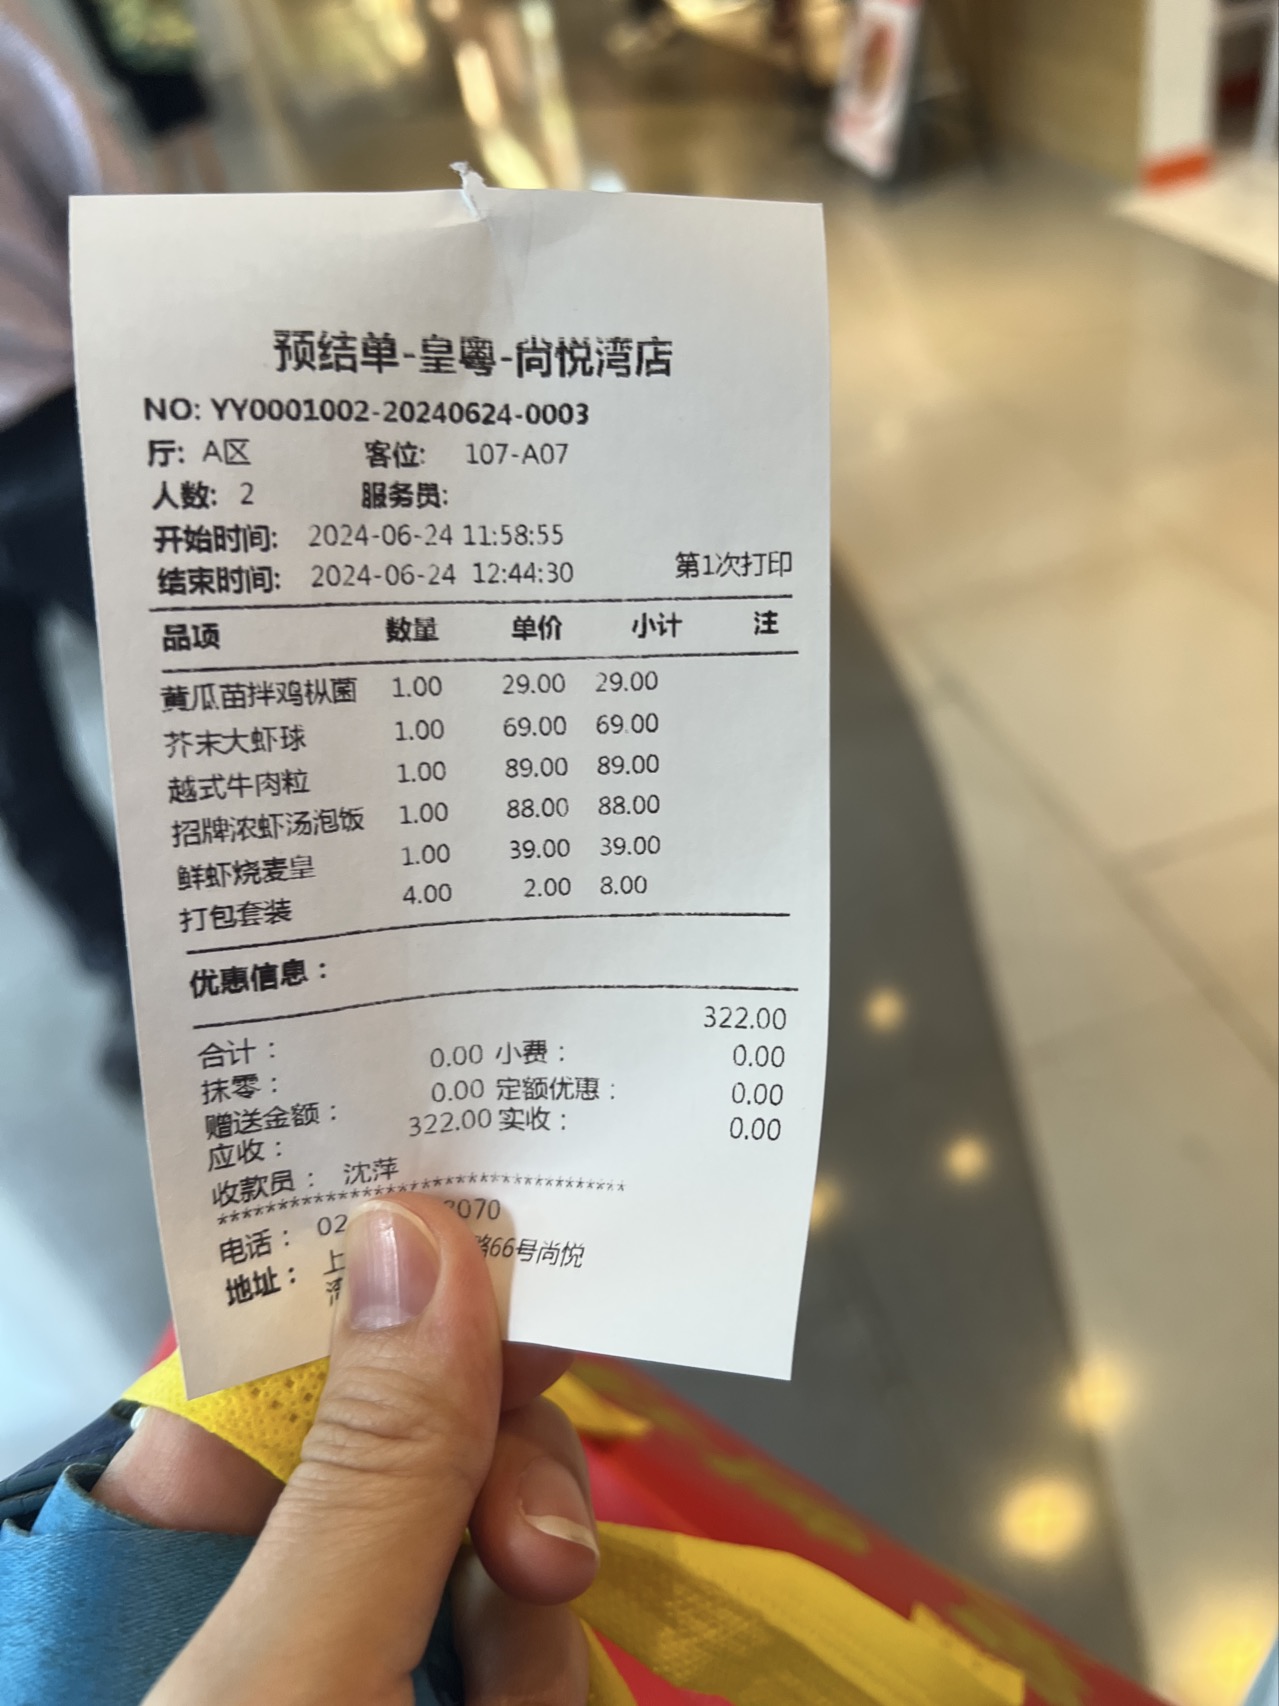 预结单-皇粤-尚悦湾店
NO: YY0001002-20240624-0003
厅: A区 客位: 107-A07
人数: 2 服务员:
开始时间: 2024-06-24 11:58:55
结束时间: 2024-06-24 12:44:30 第1次打印
品项 数量 单价 小计 注
黄瓜苗拌鸡枞菌 1.00 29.00 29.00
芥末大虾球 1.00 69.00 69.00
越式牛肉粒 1.00 89.00 89.00
招牌浓虾汤泡饭 1.00 88.00 88.00
鲜虾烧麦皇 1.00 39.00 39.00
打包套装 4.00 2.00 8.00
优惠信息：
合计： 322.00
抹零： 0.00 小费： 0.00
赠送金额： 0.00 定额优惠： 0.00
应收： 322.00 实收： 0.00
收款员： 沈萍
************************************
电话： 02 3070
地址： 上 路66号尚悦
湾